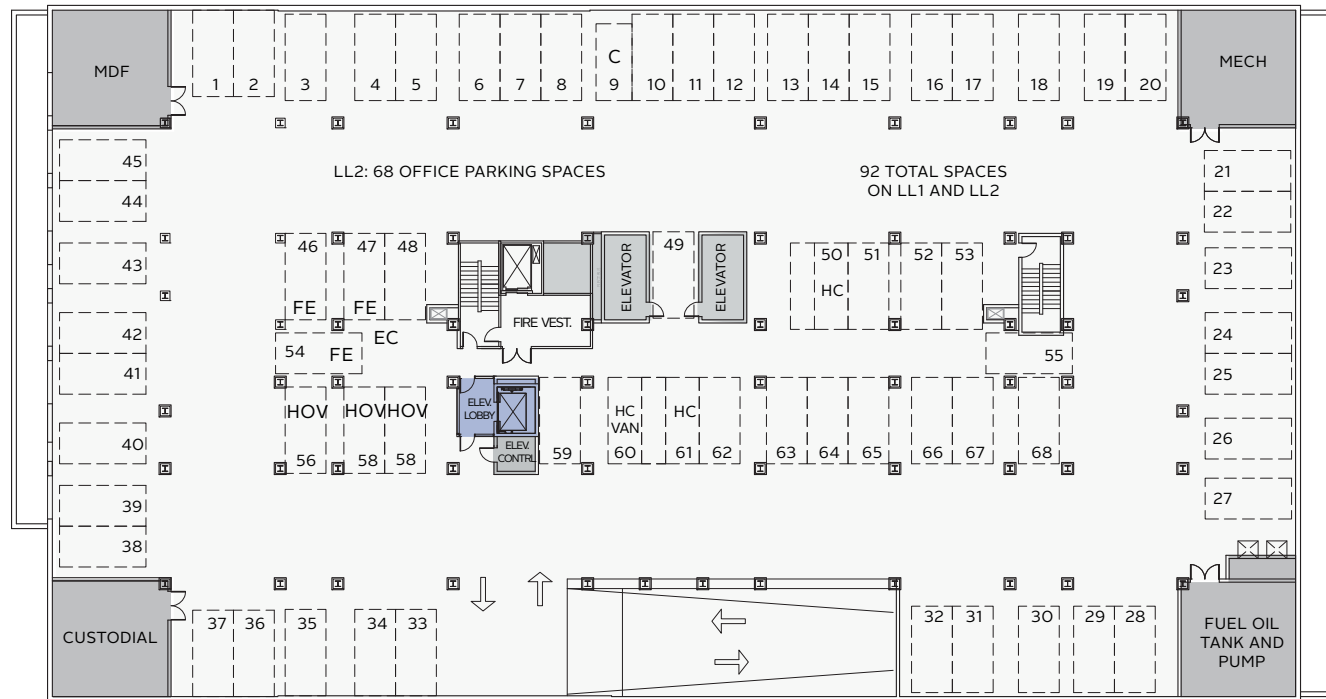 MDF
1 2 3 4 5 6 7 8 C 9 10 11 12 13 14 15 16 17 18 19 20
MECH
45
44
43
42
41
40
39
38
LL2: 68 OFFICE PARKING SPACES
92 TOTAL SPACES
ON LL1 AND LL2
21
22
23
24
25
26
27
46 47 48
FE FE
EC
54 FE
ELEVATOR
49
ELEVATOR
FIRE VEST.
50 51 52 53
HC
55
HOV HOV HOV
56 58 58
ELEV.
LOBBY
ELEV.
CONTRL
59
HC
VAN
60
HC
61 62 63 64 65 66 67 68
CUSTODIAL
37 36 35 34 33
32 31 30 29 28
FUEL OIL
TANK AND
PUMP